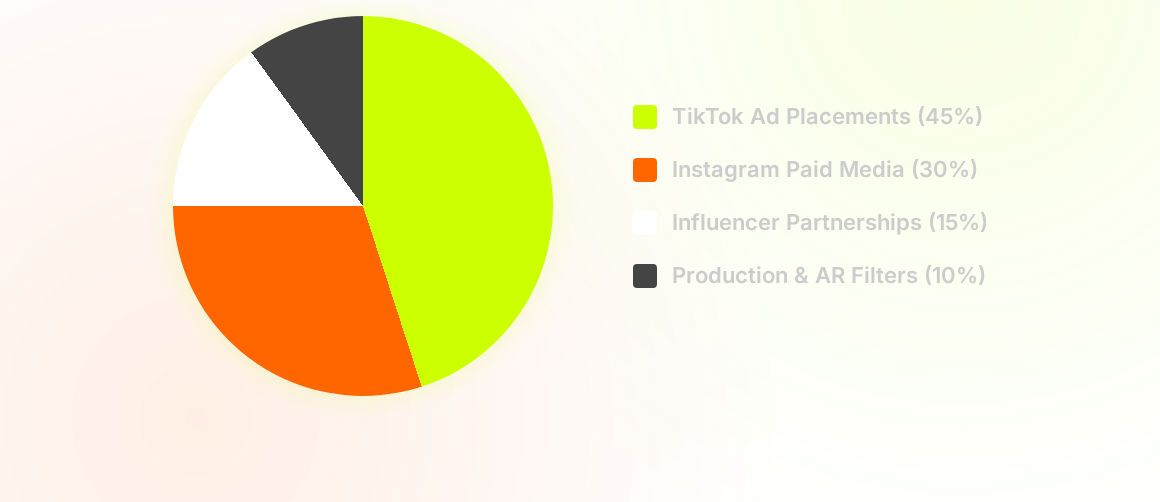 TikTok Ad Placements (45%)
Instagram Paid Media (30%)
Influencer Partnerships (15%)
Production & AR Filters (10%)